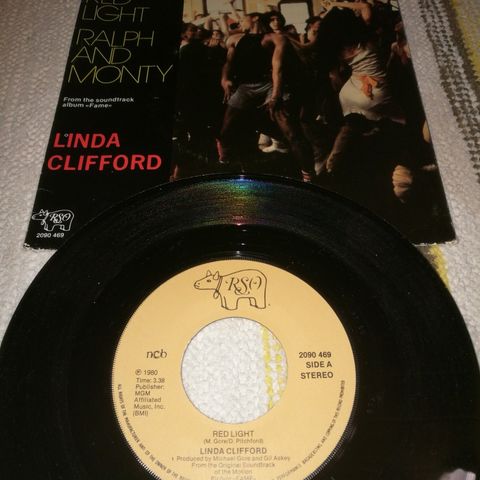 RED
LIGHT
RALPH
AND
MONTY
From the soundtrack
album «Fame»
LINDA
CLIFFORD
RSO
2090 469
RSO
ncb
2090 469
SIDE A
STEREO
℗ 1980
Time: 3.38
Publisher:
MGM
Affiliated
Music, Inc.
(BMI)
RED LIGHT
(M. Gore/D. Pitchford)
LINDA CLIFFORD
Produced by Michael Gore and Gil Askey
From the Original Soundtrack
of the Motion
Picture «FAME»